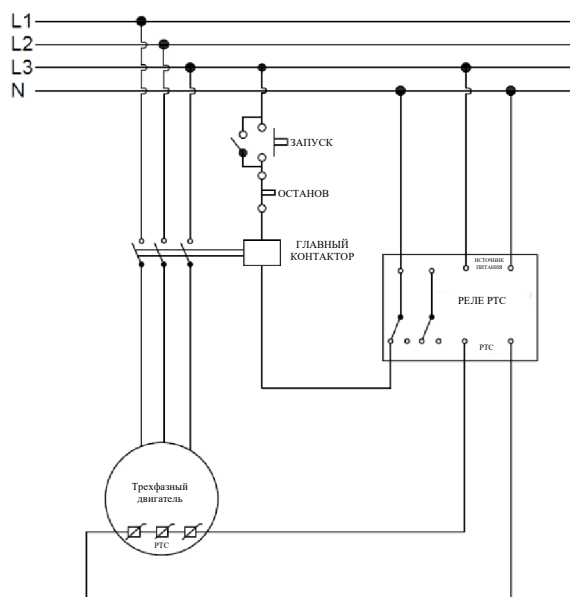 L1
L2
L3
N
ЗАПУСК
ОСТАНОВ
ГЛАВНЫЙ
КОНТАКТОР
ИСТОЧНИК
ПИТАНИЯ
РЕЛЕ РТС
РТС
Трехфазный
двигатель
РТС